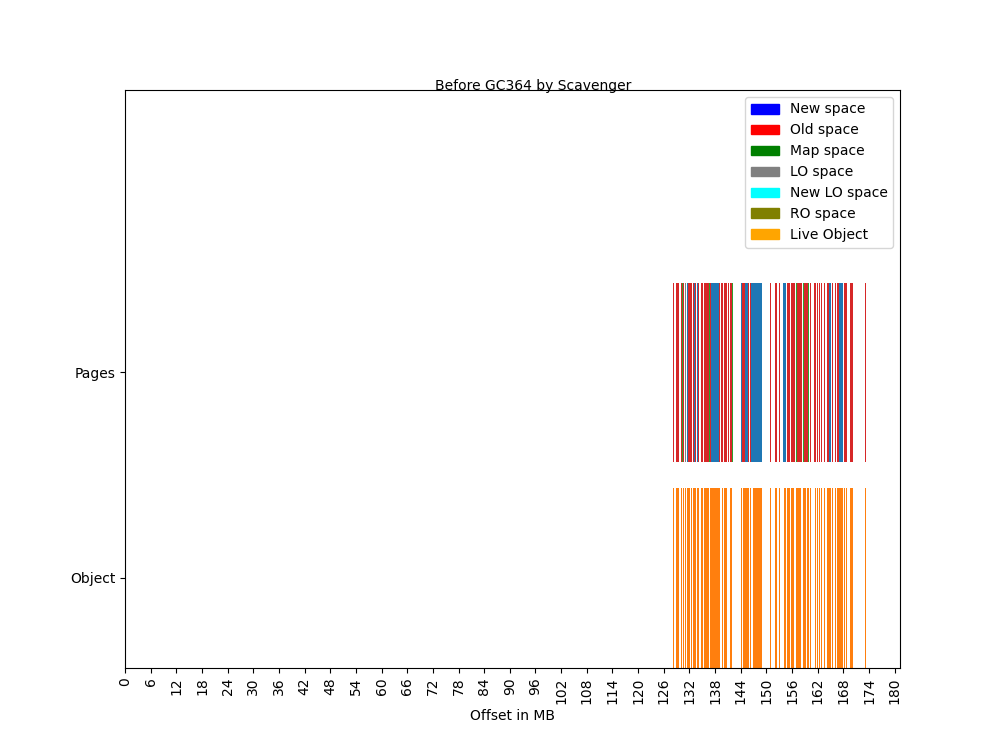 Before GC364 by Scavenger
New space
Old space
Map space
LO space
New LO space
RO space
Live Object
Pages
Object
0 6 12 18 24 30 36 42 48 54 60 66 72 78 84 90 96 102 108 114 120 126 132 138 144 150 156 162 168 174 180
Offset in MB